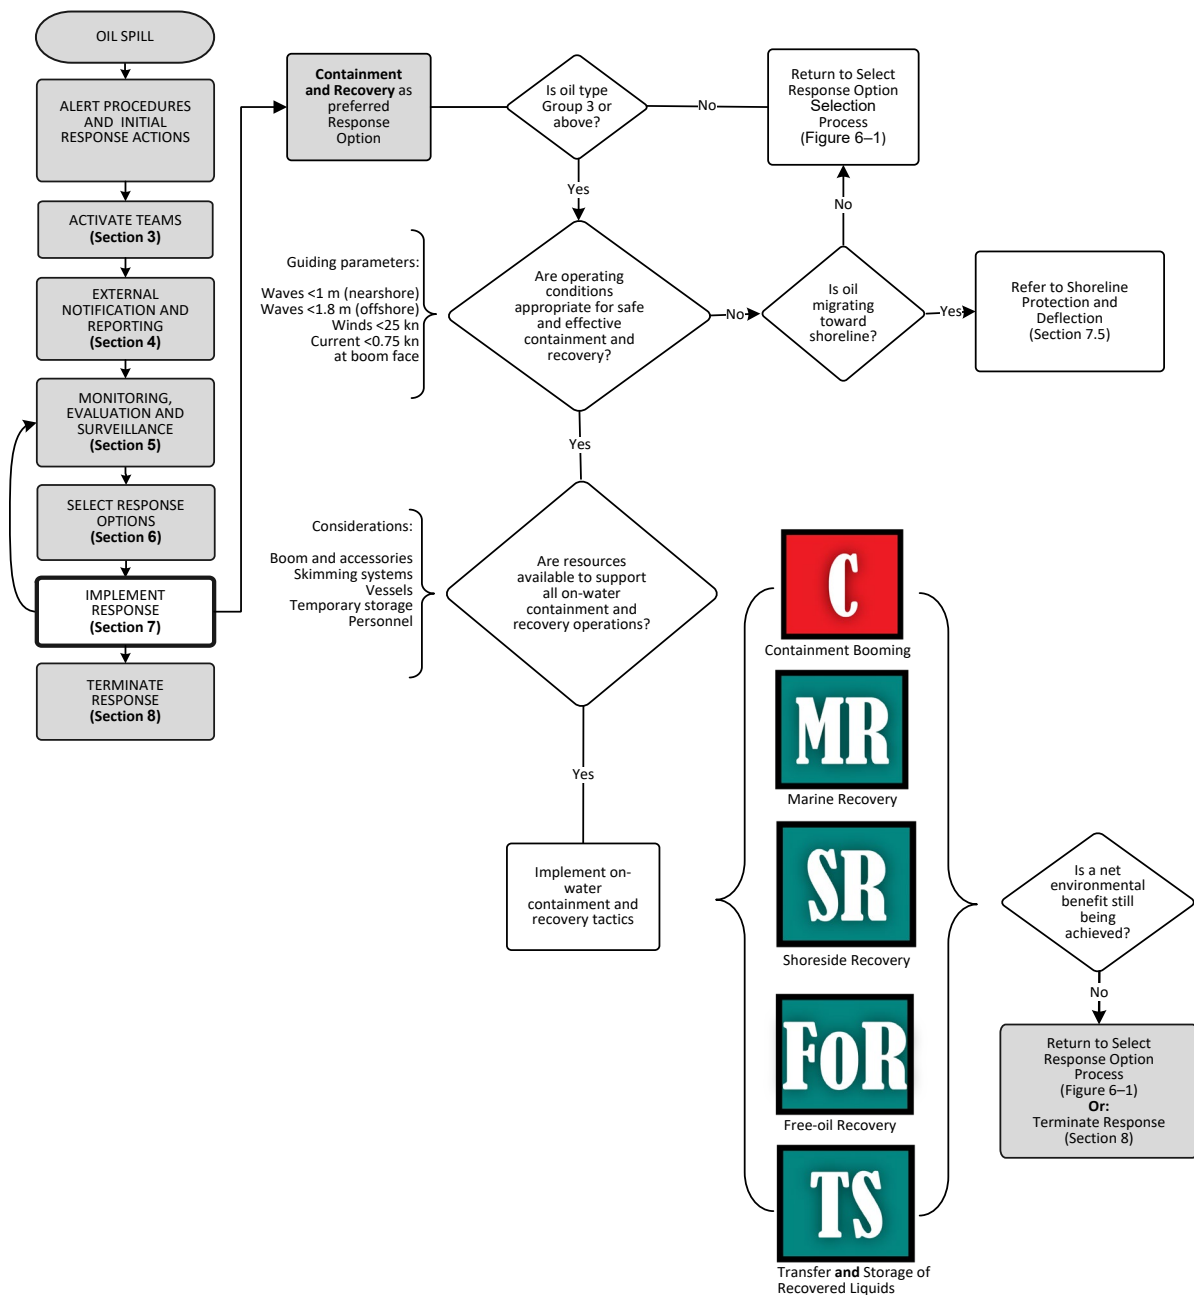 OIL SPILL
ALERT PROCEDURES
AND INITIAL
RESPONSE ACTIONS
ACTIVATE TEAMS
(Section 3)
EXTERNAL
NOTIFICATION AND
REPORTING
(Section 4)
MONITORING,
EVALUATION AND
SURVEILLANCE
(Section 5)
SELECT RESPONSE
OPTIONS
(Section 6)
IMPLEMENT
RESPONSE
(Section 7)
TERMINATE
RESPONSE
(Section 8)
Containment
and Recovery as
preferred
Response
Option
Is oil type
Group 3 or
above?
No
Return to Select
Response Option
Selection
Process
(Figure 6–1)
Yes
Guiding parameters:
Waves <1 m (nearshore)
Waves <1.8 m (offshore)
Winds <25 kn
Current <0.75 kn
at boom face
Are operating
conditions
appropriate for safe
and effective
containment and
recovery?
No
Is oil
migrating
toward
shoreline?
No
Yes
Refer to Shoreline
Protection and
Deflection
(Section 7.5)
Yes
Considerations:
Boom and accessories
Skimming systems
Vessels
Temporary storage
Personnel
Are resources
available to support
all on-water
containment and
recovery operations?
Yes
Implement on-
water
containment and
recovery tactics
C
Containment Booming
MR
Marine Recovery
SR
Shoreside Recovery
FoR
Free-oil Recovery
TS
Transfer and Storage of
Recovered Liquids
Is a net
environmental
benefit still
being
achieved?
No
Return to Select
Response Option
Process
(Figure 6–1)
Or:
Terminate Response
(Section 8)